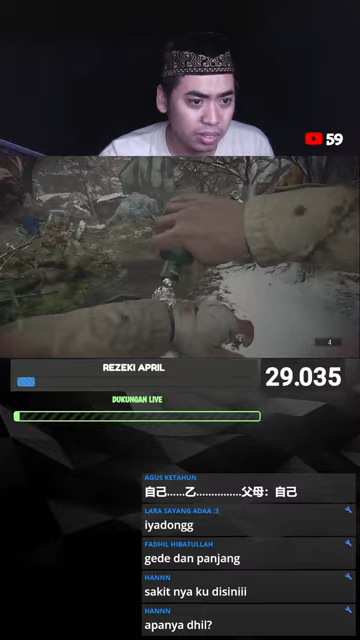 59
4
REZEKI APRIL
29.035
DUKUNGAN LIVE
AGUS KETAHUN
自己......乙...............父母：自己
LARA SAYANG ADAA :3
iyadongg
FADHIL HIBATULLAH
gede dan panjang
HANNN
sakit nya ku disiniii
HANNN
apanya dhil?